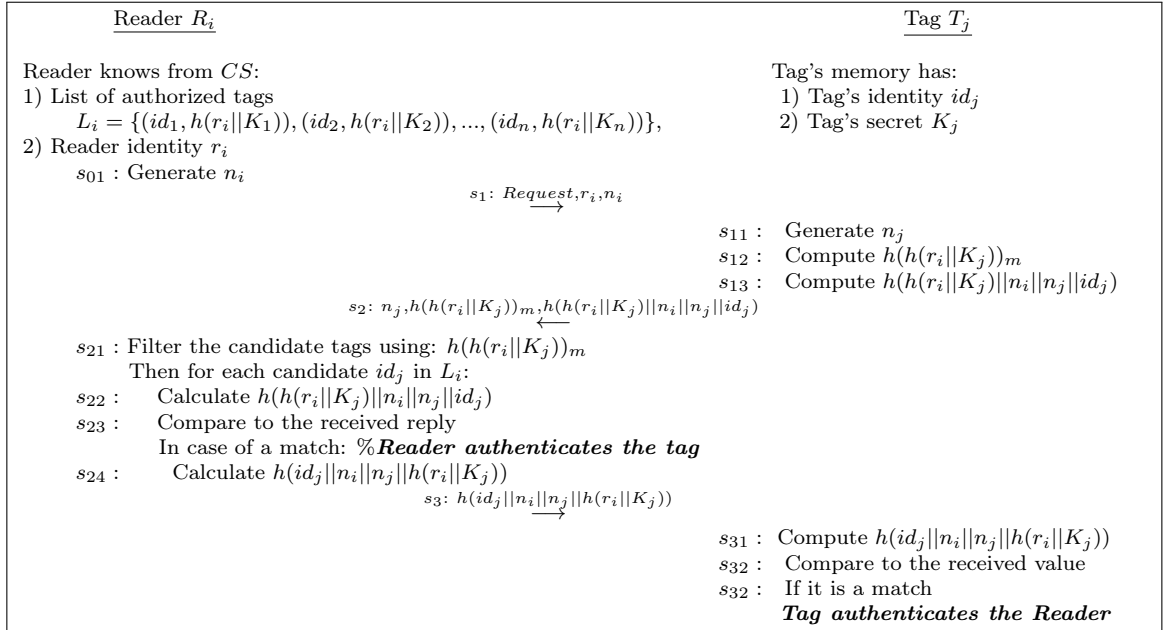 Reader R_i
Tag T_j
Reader knows from CS:
Tag's memory has:
1) List of authorized tags
1) Tag's identity id_j
L_i = {(id_1, h(r_i||K_1)), (id_2, h(r_i||K_2)), ..., (id_n, h(r_i||K_n))},
2) Tag's secret K_j
2) Reader identity r_i
s_01 : Generate n_i
s_1: Request,r_i,n_i
⟶
s_11 : Generate n_j
s_12 : Compute h(h(r_i||K_j))_m
s_13 : Compute h(h(r_i||K_j)||n_i||n_j||id_j)
s_2: n_j,h(h(r_i||K_j))_m,h(h(r_i||K_j)||n_i||n_j||id_j)
⟵
s_21 : Filter the candidate tags using: h(h(r_i||K_j))_m
Then for each candidate id_j in L_i:
s_22 : Calculate h(h(r_i||K_j)||n_i||n_j||id_j)
s_23 : Compare to the received reply
In case of a match: %Reader authenticates the tag
s_24 : Calculate h(id_j||n_i||n_j||h(r_i||K_j))
s_3: h(id_j||n_i||n_j||h(r_i||K_j))
⟶
s_31 : Compute h(id_j||n_i||n_j||h(r_i||K_j))
s_32 : Compare to the received value
s_32 : If it is a match
Tag authenticates the Reader